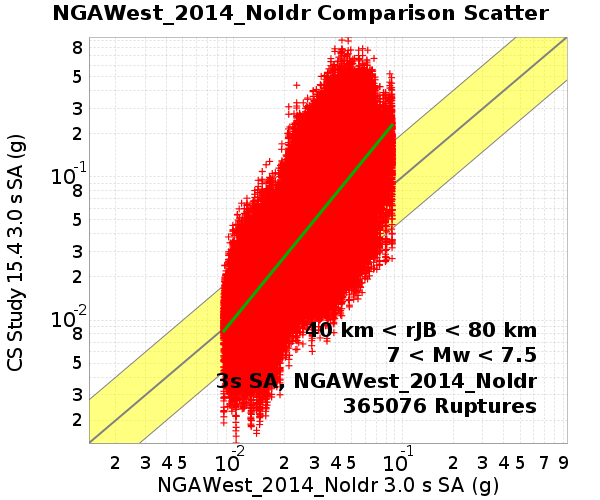 NGAWest_2014_NoIdr Comparison Scatter
CS Study 15.4 3.0 s SA (g)
8
5
3
2
10-1
8
5
3
2
10-2
8
5
3
2
40 km < rJB < 80 km
7 < Mw < 7.5
3s SA, NGAWest_2014_NoIdr
365076 Ruptures
2 3 4 5 10-2 2 3 4 5 10-1 2 3 4 5 7 9
NGAWest_2014_NoIdr 3.0 s SA (g)